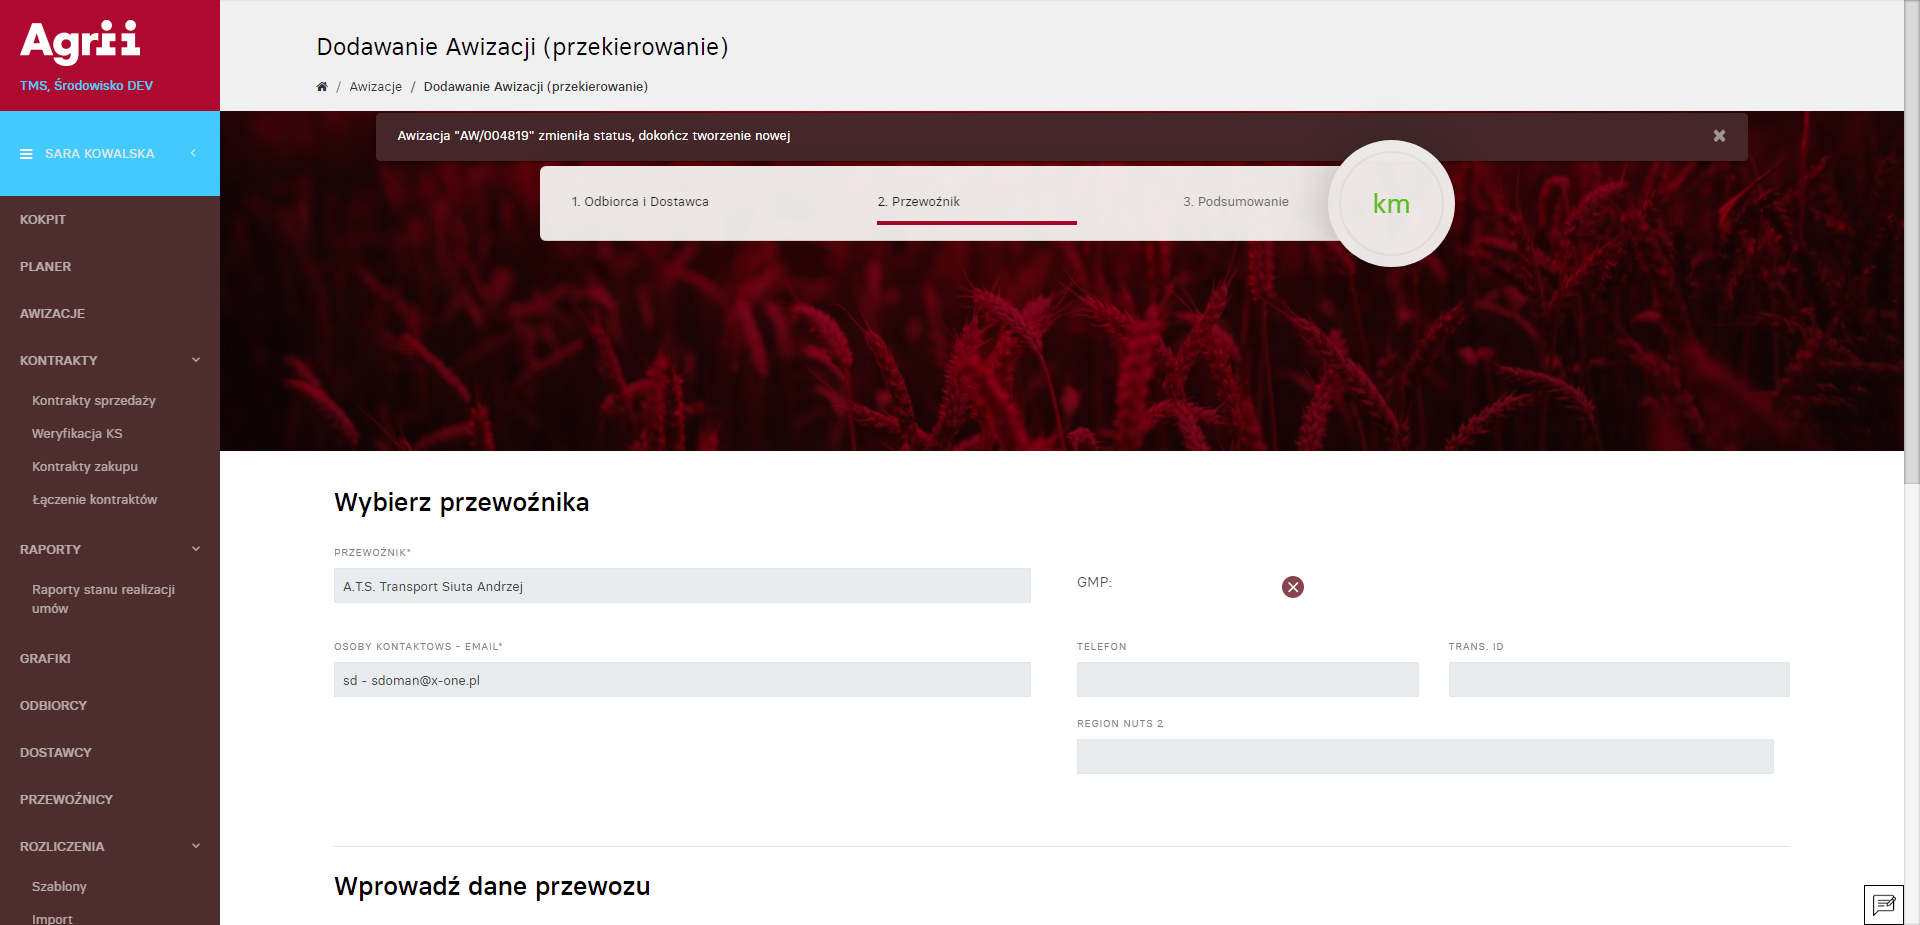 Agrii
TMS, Środowisko DEV
SARA KOWALSKA
KOKPIT
PLANER
AWIZACJE
KONTRAKTY
Kontrakty sprzedaży
Weryfikacja KS
Kontrakty zakupu
Łączenie kontraktów
RAPORTY
Raporty stanu realizacji
umów
GRAFIKI
ODBIORCY
DOSTAWCY
PRZEWOŹNICY
ROZLICZENIA
Szablony
Import
Dodawanie Awizacji (przekierowanie)
/ Awizacje / Dodawanie Awizacji (przekierowanie)
Awizacja "AW/004819" zmieniła status, dokończ tworzenie nowej
1. Odbiorca i Dostawca
2. Przewoźnik
3. Podsumowanie
km
Wybierz przewoźnika
PRZEWOŹNIK*
A.T.S. Transport Siuta Andrzej
GMP:
OSOBY KONTAKTOWS - EMAIL*
sd - sdoman@x-one.pl
TELEFON
TRANS. ID
REGION NUTS 2
Wprowadź dane przewozu